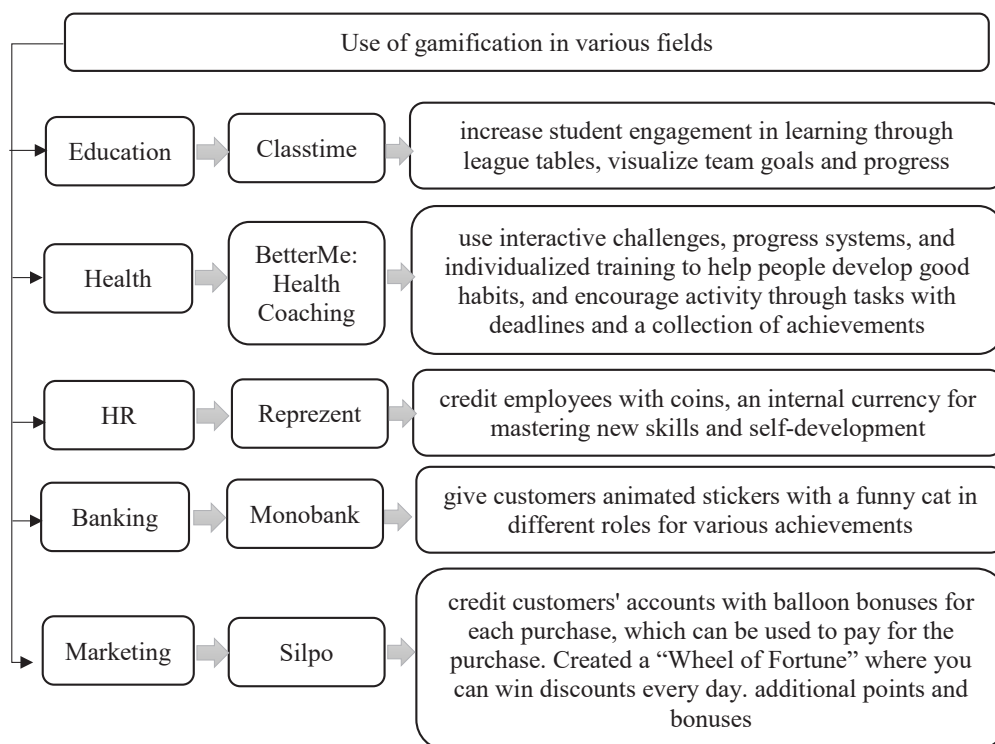 Use of gamification in various fields
Education
Classtime
increase student engagement in learning through
league tables, visualize team goals and progress
Health
BetterMe:
Health
Coaching
use interactive challenges, progress systems, and
individualized training to help people develop good
habits, and encourage activity through tasks with
deadlines and a collection of achievements
HR
Reprezent
credit employees with coins, an internal currency for
mastering new skills and self-development
Banking
Monobank
give customers animated stickers with a funny cat in
different roles for various achievements
Marketing
Silpo
credit customers' accounts with balloon bonuses for
each purchase, which can be used to pay for the
purchase. Created a “Wheel of Fortune” where you
can win discounts every day. additional points and
bonuses